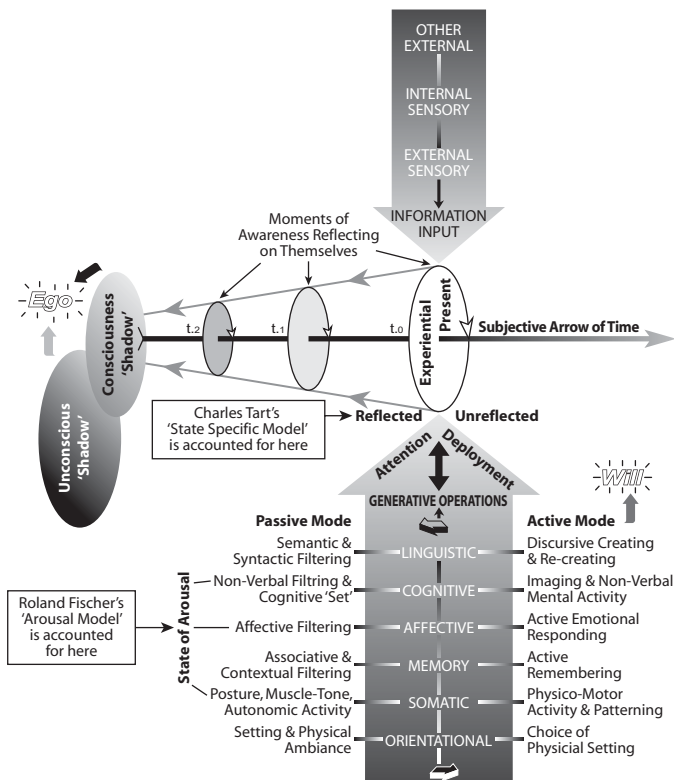 OTHER
EXTERNAL
INTERNAL
SENSORY
EXTERNAL
SENSORY
INFORMATION
INPUT
Moments of
Awareness Reflecting
on Themselves
Ego
Consciousness
'Shadow'
Unconscious
'Shadow'
t.2
t.1
t.0
Experiential
Present
Subjective Arrow of Time
Charles Tart's
'State Specific Model'
is accounted for here
Reflected
Unreflected
Attention
Deployment
GENERATIVE OPERATIONS
Will
Passive Mode
Active Mode
Semantic &
Syntactic Filtering
LINGUISTIC
Discursive Creating
& Re-creating
Non-Verbal Filtring &
Cognitive 'Set'
COGNITIVE
Imaging & Non-Verbal
Mental Activity
Roland Fischer's
'Arousal Model'
is accounted
for here
State of Arousal
Affective Filtering
AFFECTIVE
Active Emotional
Responding
Associative &
Contextual Filtering
MEMORY
Active
Remembering
Posture, Muscle-Tone,
Autonomic Activity
SOMATIC
Physico-Motor
Activity & Patterning
Setting & Physical
Ambiance
ORIENTATIONAL
Choice of
Physicial Setting